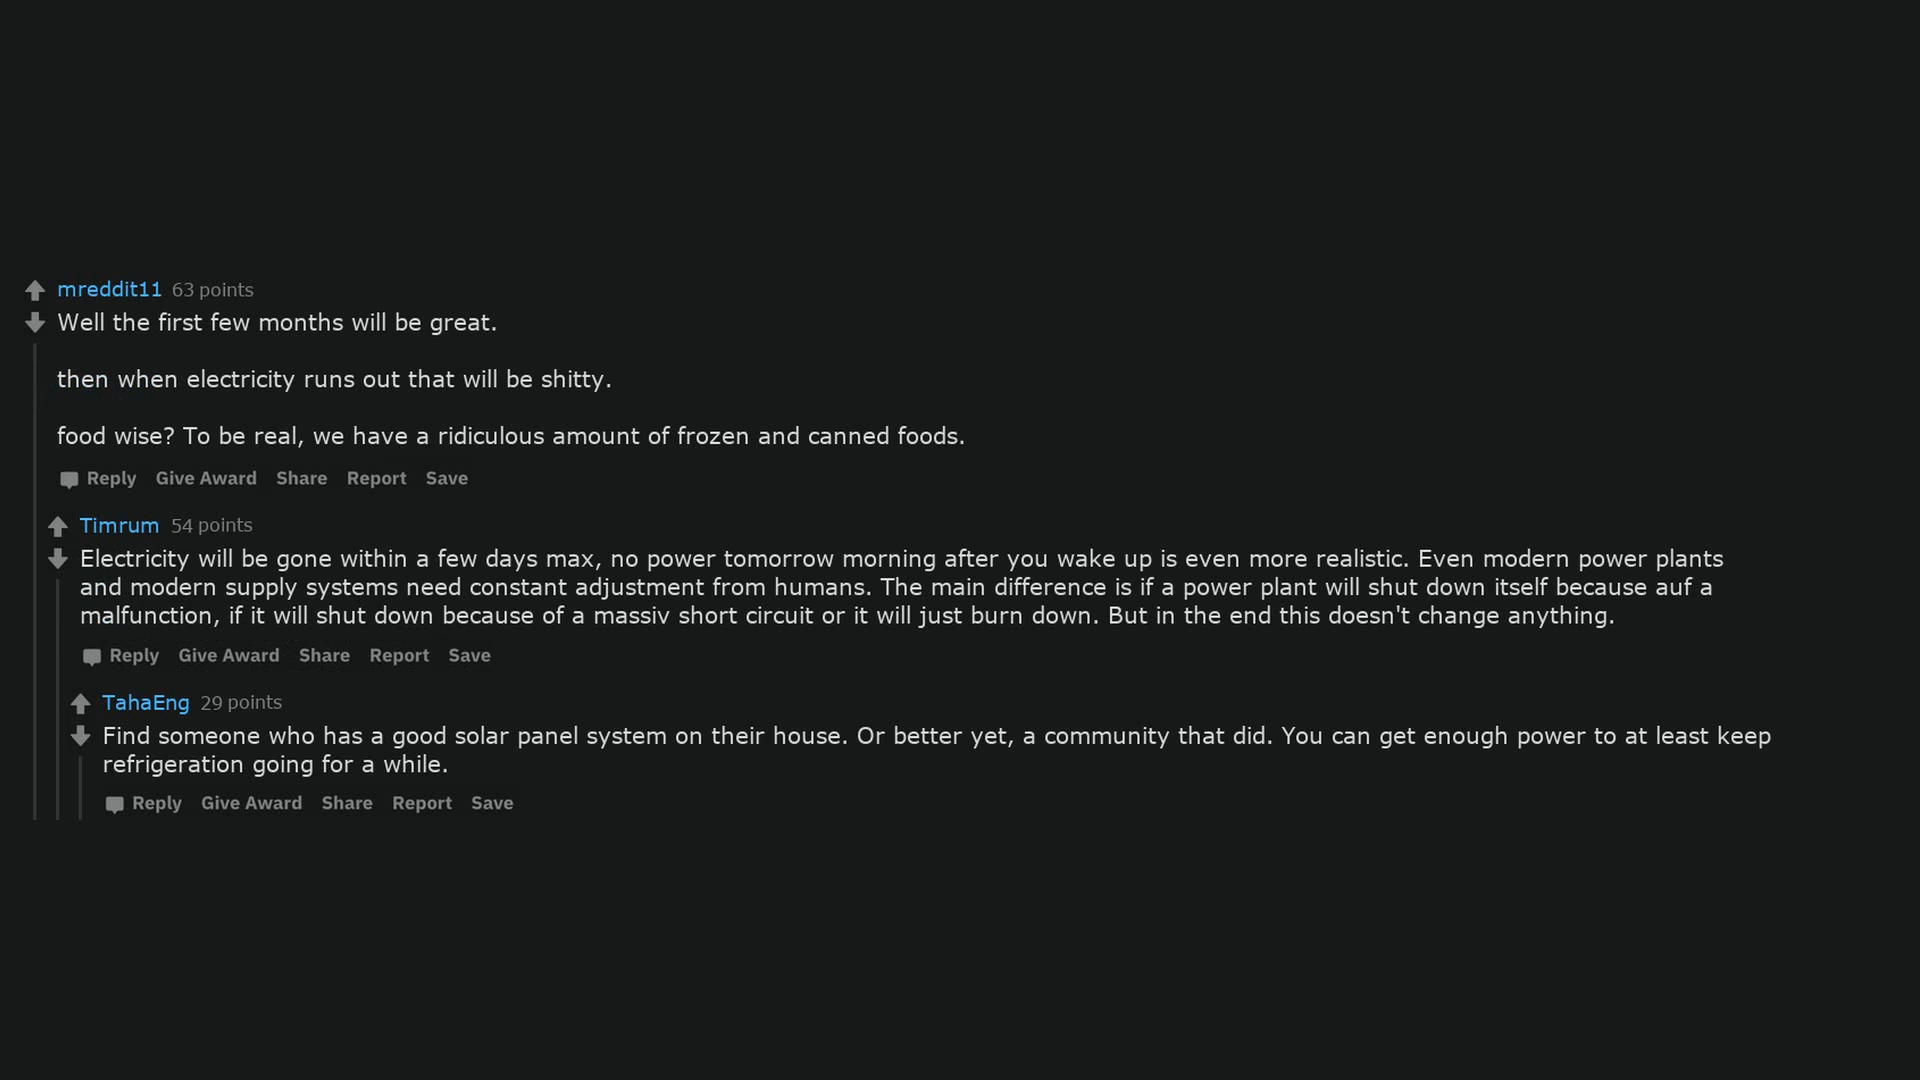 mreddit11 63 points
Well the first few months will be great.
then when electricity runs out that will be shitty.
food wise? To be real, we have a ridiculous amount of frozen and canned foods.
Reply Give Award Share Report Save
Timrum 54 points
Electricity will be gone within a few days max, no power tomorrow morning after you wake up is even more realistic. Even modern power plants
and modern supply systems need constant adjustment from humans. The main difference is if a power plant will shut down itself because auf a
malfunction, if it will shut down because of a massiv short circuit or it will just burn down. But in the end this doesn't change anything.
Reply Give Award Share Report Save
TahaEng 29 points
Find someone who has a good solar panel system on their house. Or better yet, a community that did. You can get enough power to at least keep
refrigeration going for a while.
Reply Give Award Share Report Save